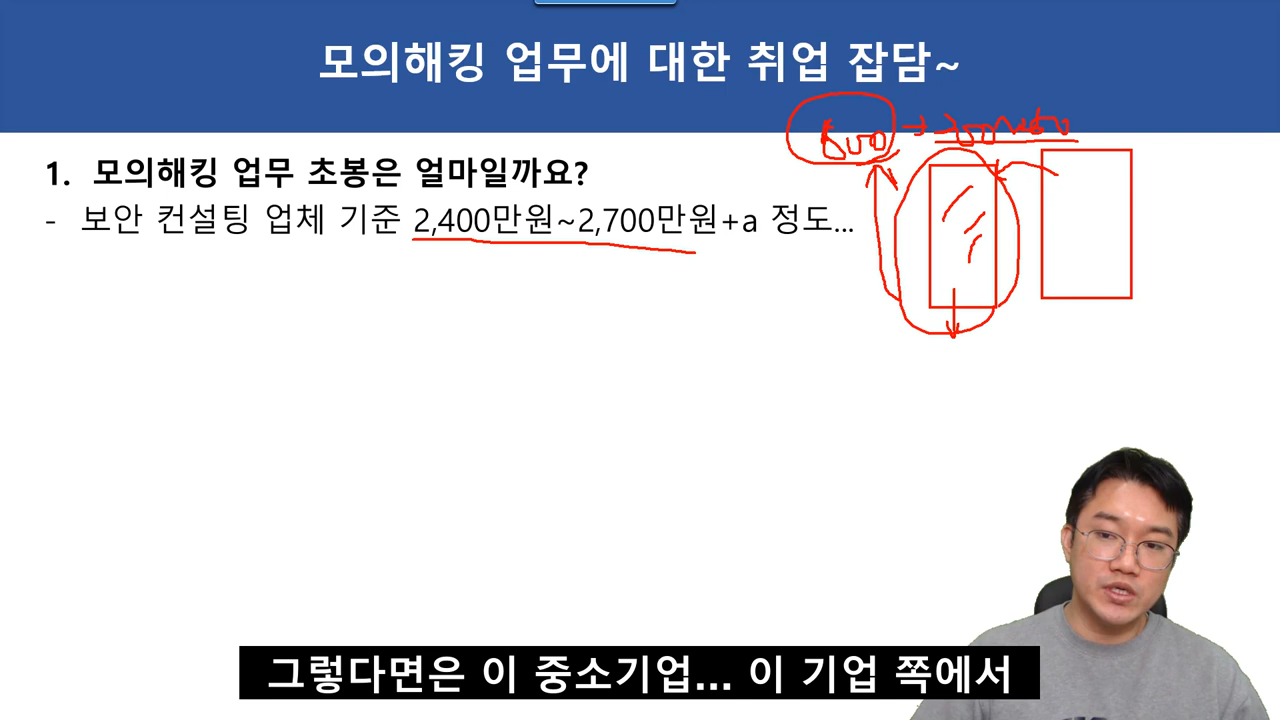 모의해킹 업무에 대한 취업 잡담~
1. 모의해킹 업무 초봉은 얼마일까요?
- 보안 컨설팅 업체 기준 2,400만원~2,700만원+a 정도...
그렇다면은 이 중소기업... 이 기업 쪽에서